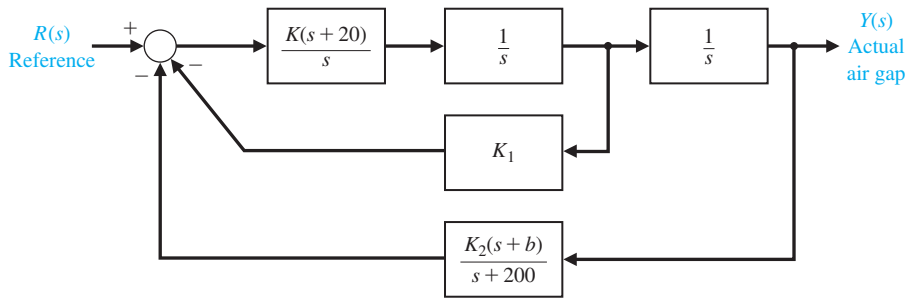 R(s)
Reference
+
−
−
K(s + 20)
s
1
s
1
s
Y(s)
Actual
air gap
K₁
K₂(s + b)
s + 200